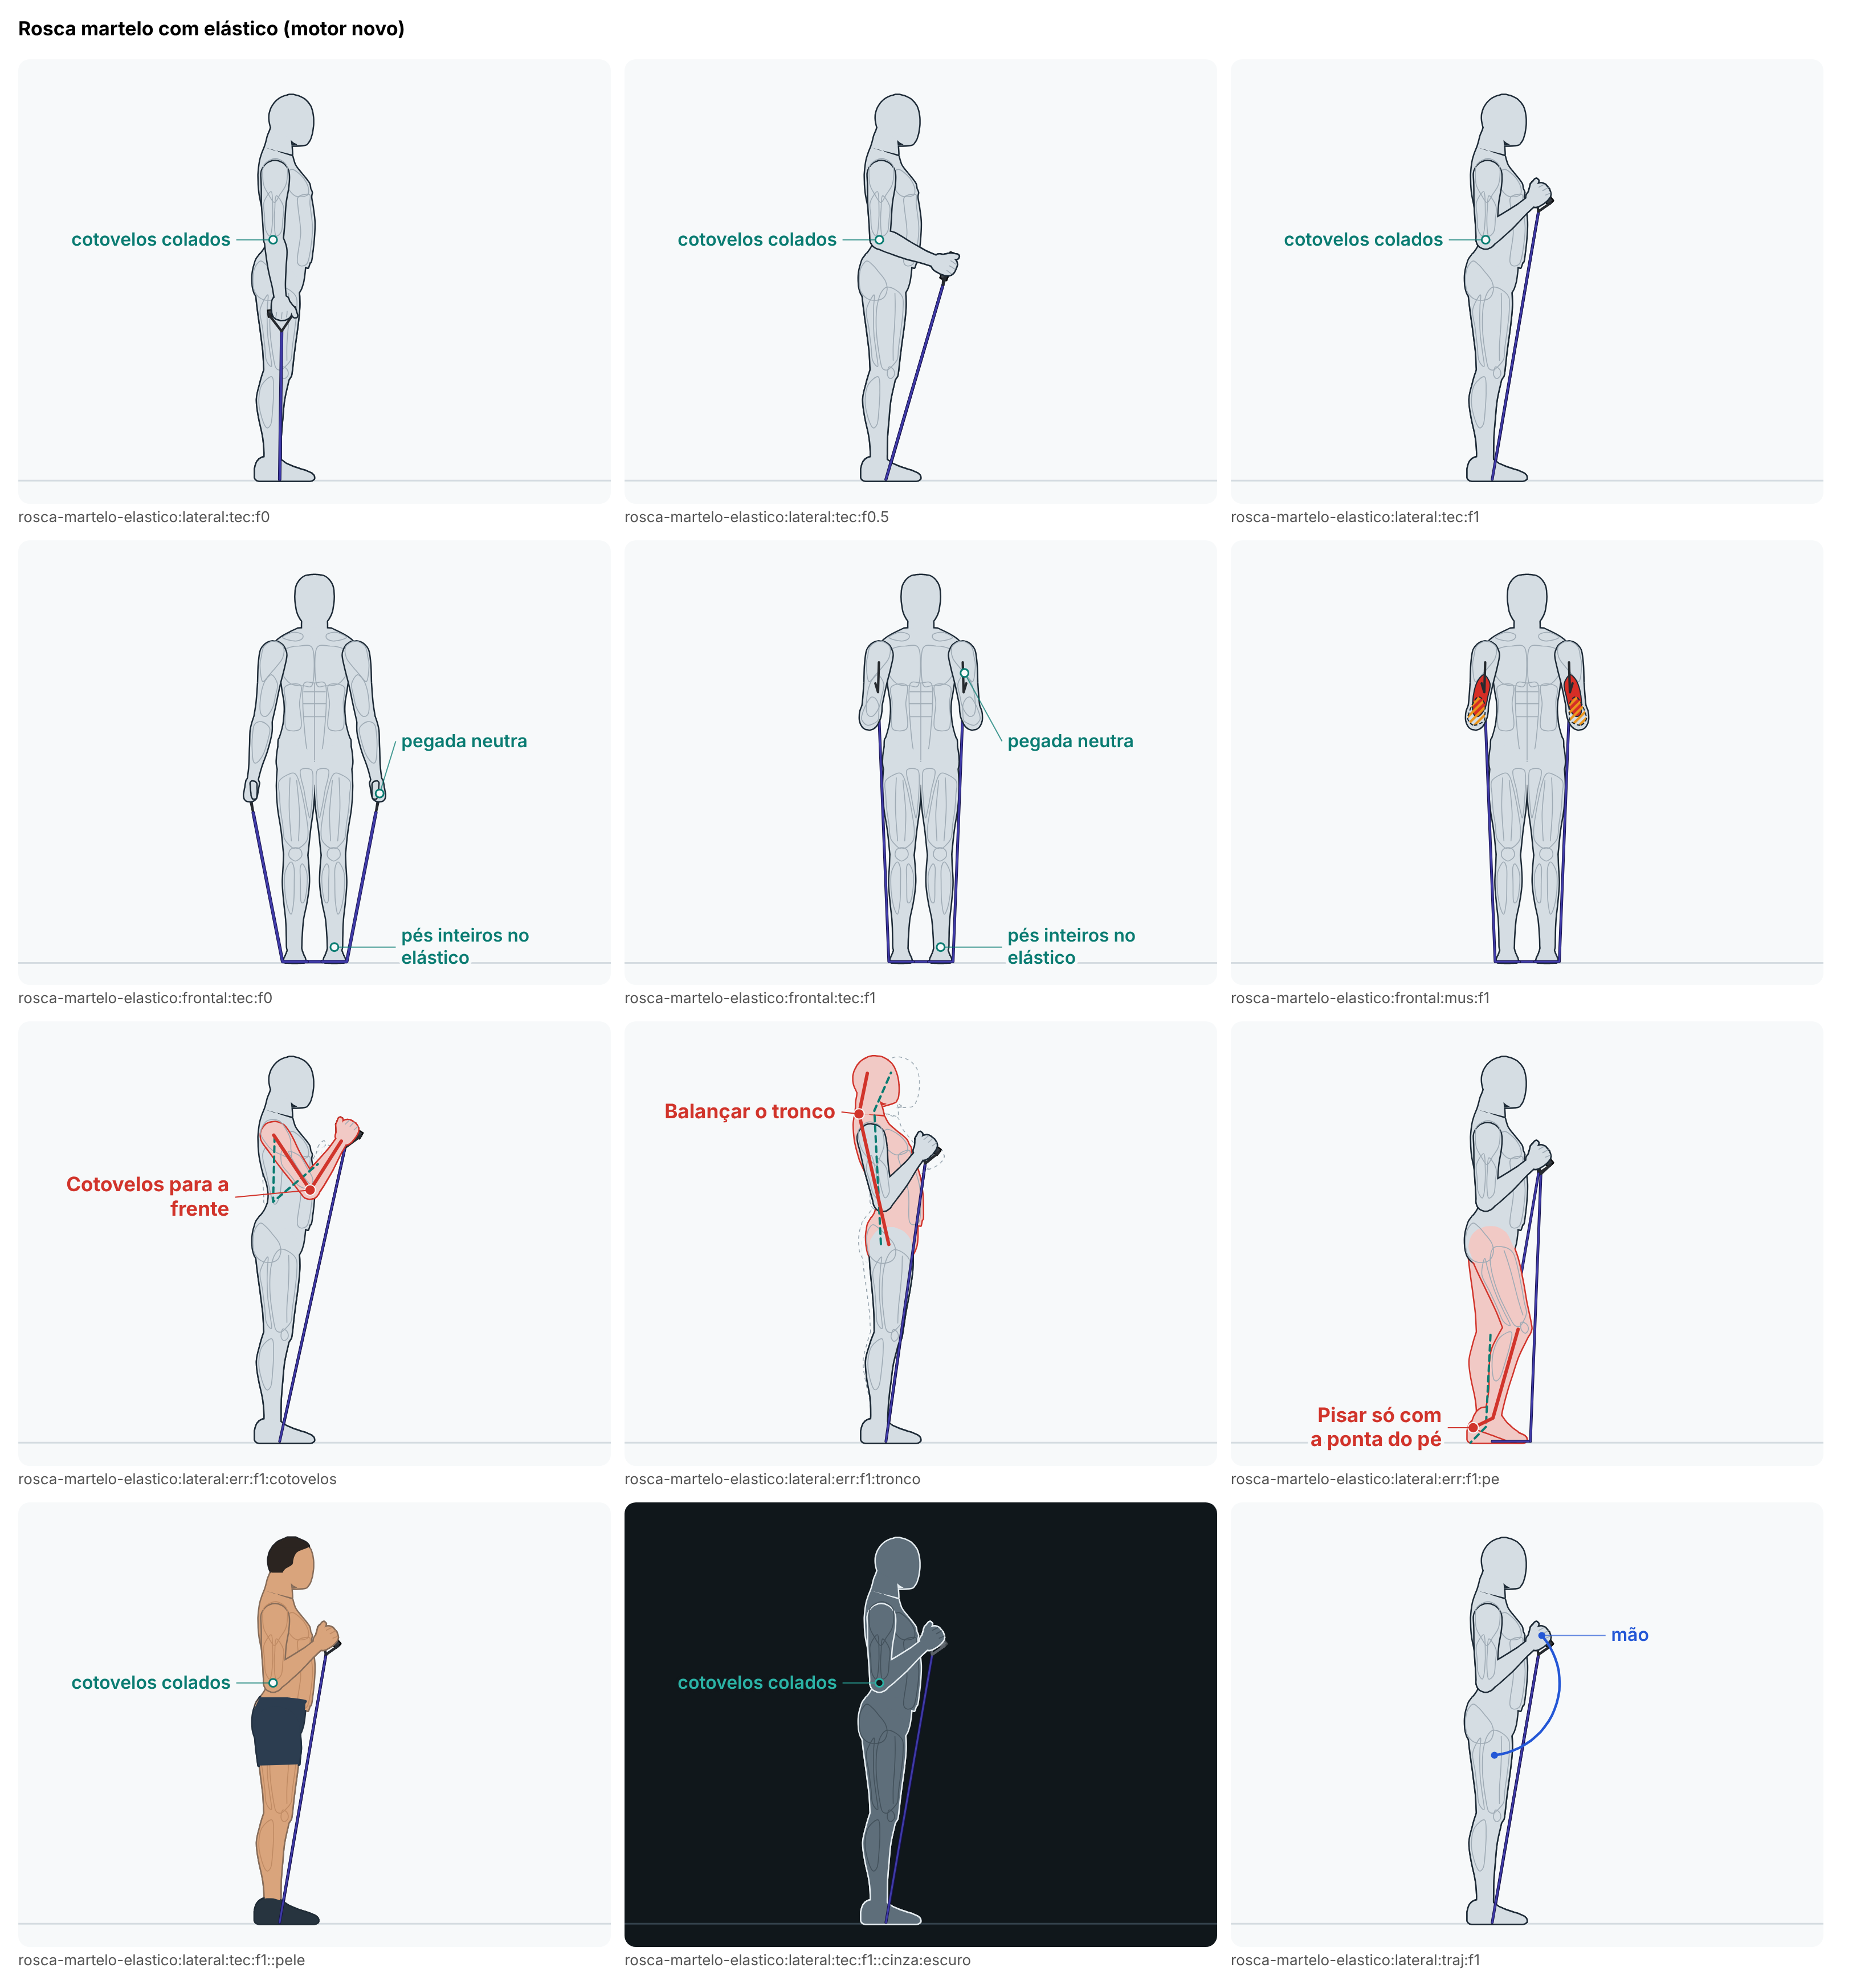 Rosca martelo com elástico (motor novo)
cotovelos colados
cotovelos colados
cotovelos colados
rosca-martelo-elastico:lateral:tec:f0
rosca-martelo-elastico:lateral:tec:f0.5
rosca-martelo-elastico:lateral:tec:f1
pegada neutra
pés inteiros no
elástico
pegada neutra
pés inteiros no
elástico
rosca-martelo-elastico:frontal:tec:f0
rosca-martelo-elastico:frontal:tec:f1
rosca-martelo-elastico:frontal:mus:f1
Cotovelos para a
frente
Balançar o tronco
Pisar só com
a ponta do pé
rosca-martelo-elastico:lateral:err:f1:cotovelos
rosca-martelo-elastico:lateral:err:f1:tronco
rosca-martelo-elastico:lateral:err:f1:pe
cotovelos colados
cotovelos colados
mão
rosca-martelo-elastico:lateral:tec:f1::pele
rosca-martelo-elastico:lateral:tec:f1::cinza:escuro
rosca-martelo-elastico:lateral:traj:f1